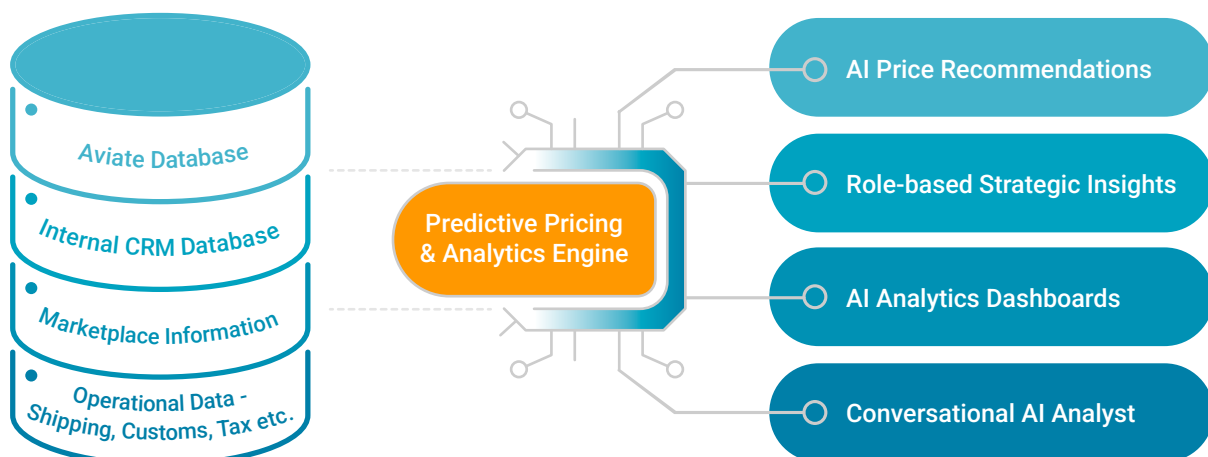 Aviate Database
Internal CRM Database
Marketplace Information
Operational Data -
Shipping, Customs, Tax etc.
Predictive Pricing
& Analytics Engine
AI Price Recommendations
Role-based Strategic Insights
AI Analytics Dashboards
Conversational AI Analyst